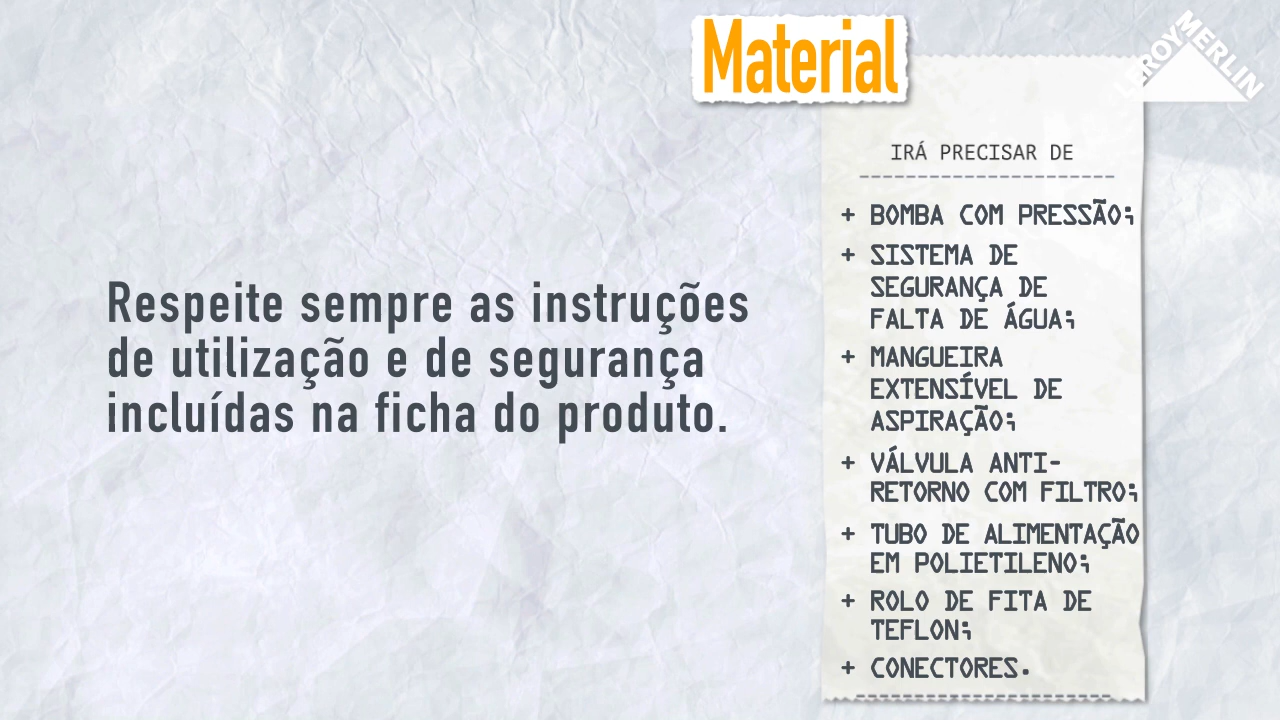 Material
LEROY MERLIN
IRÁ PRECISAR DE
+ BOMBA COM PRESSÃO;
+ SISTEMA DE
SEGURANÇA DE
FALTA DE ÁGUA;
+ MANGUEIRA
EXTENSÍVEL DE
ASPIRAÇÃO;
+ VÁLVULA ANTI-
RETORNO COM FILTRO;
+ TUBO DE ALIMENTAÇÃO
EM POLIETILENO;
+ ROLO DE FITA DE
TEFLON;
+ CONECTORES.
Respeite sempre as instruções
de utilização e de segurança
incluídas na ficha do produto.